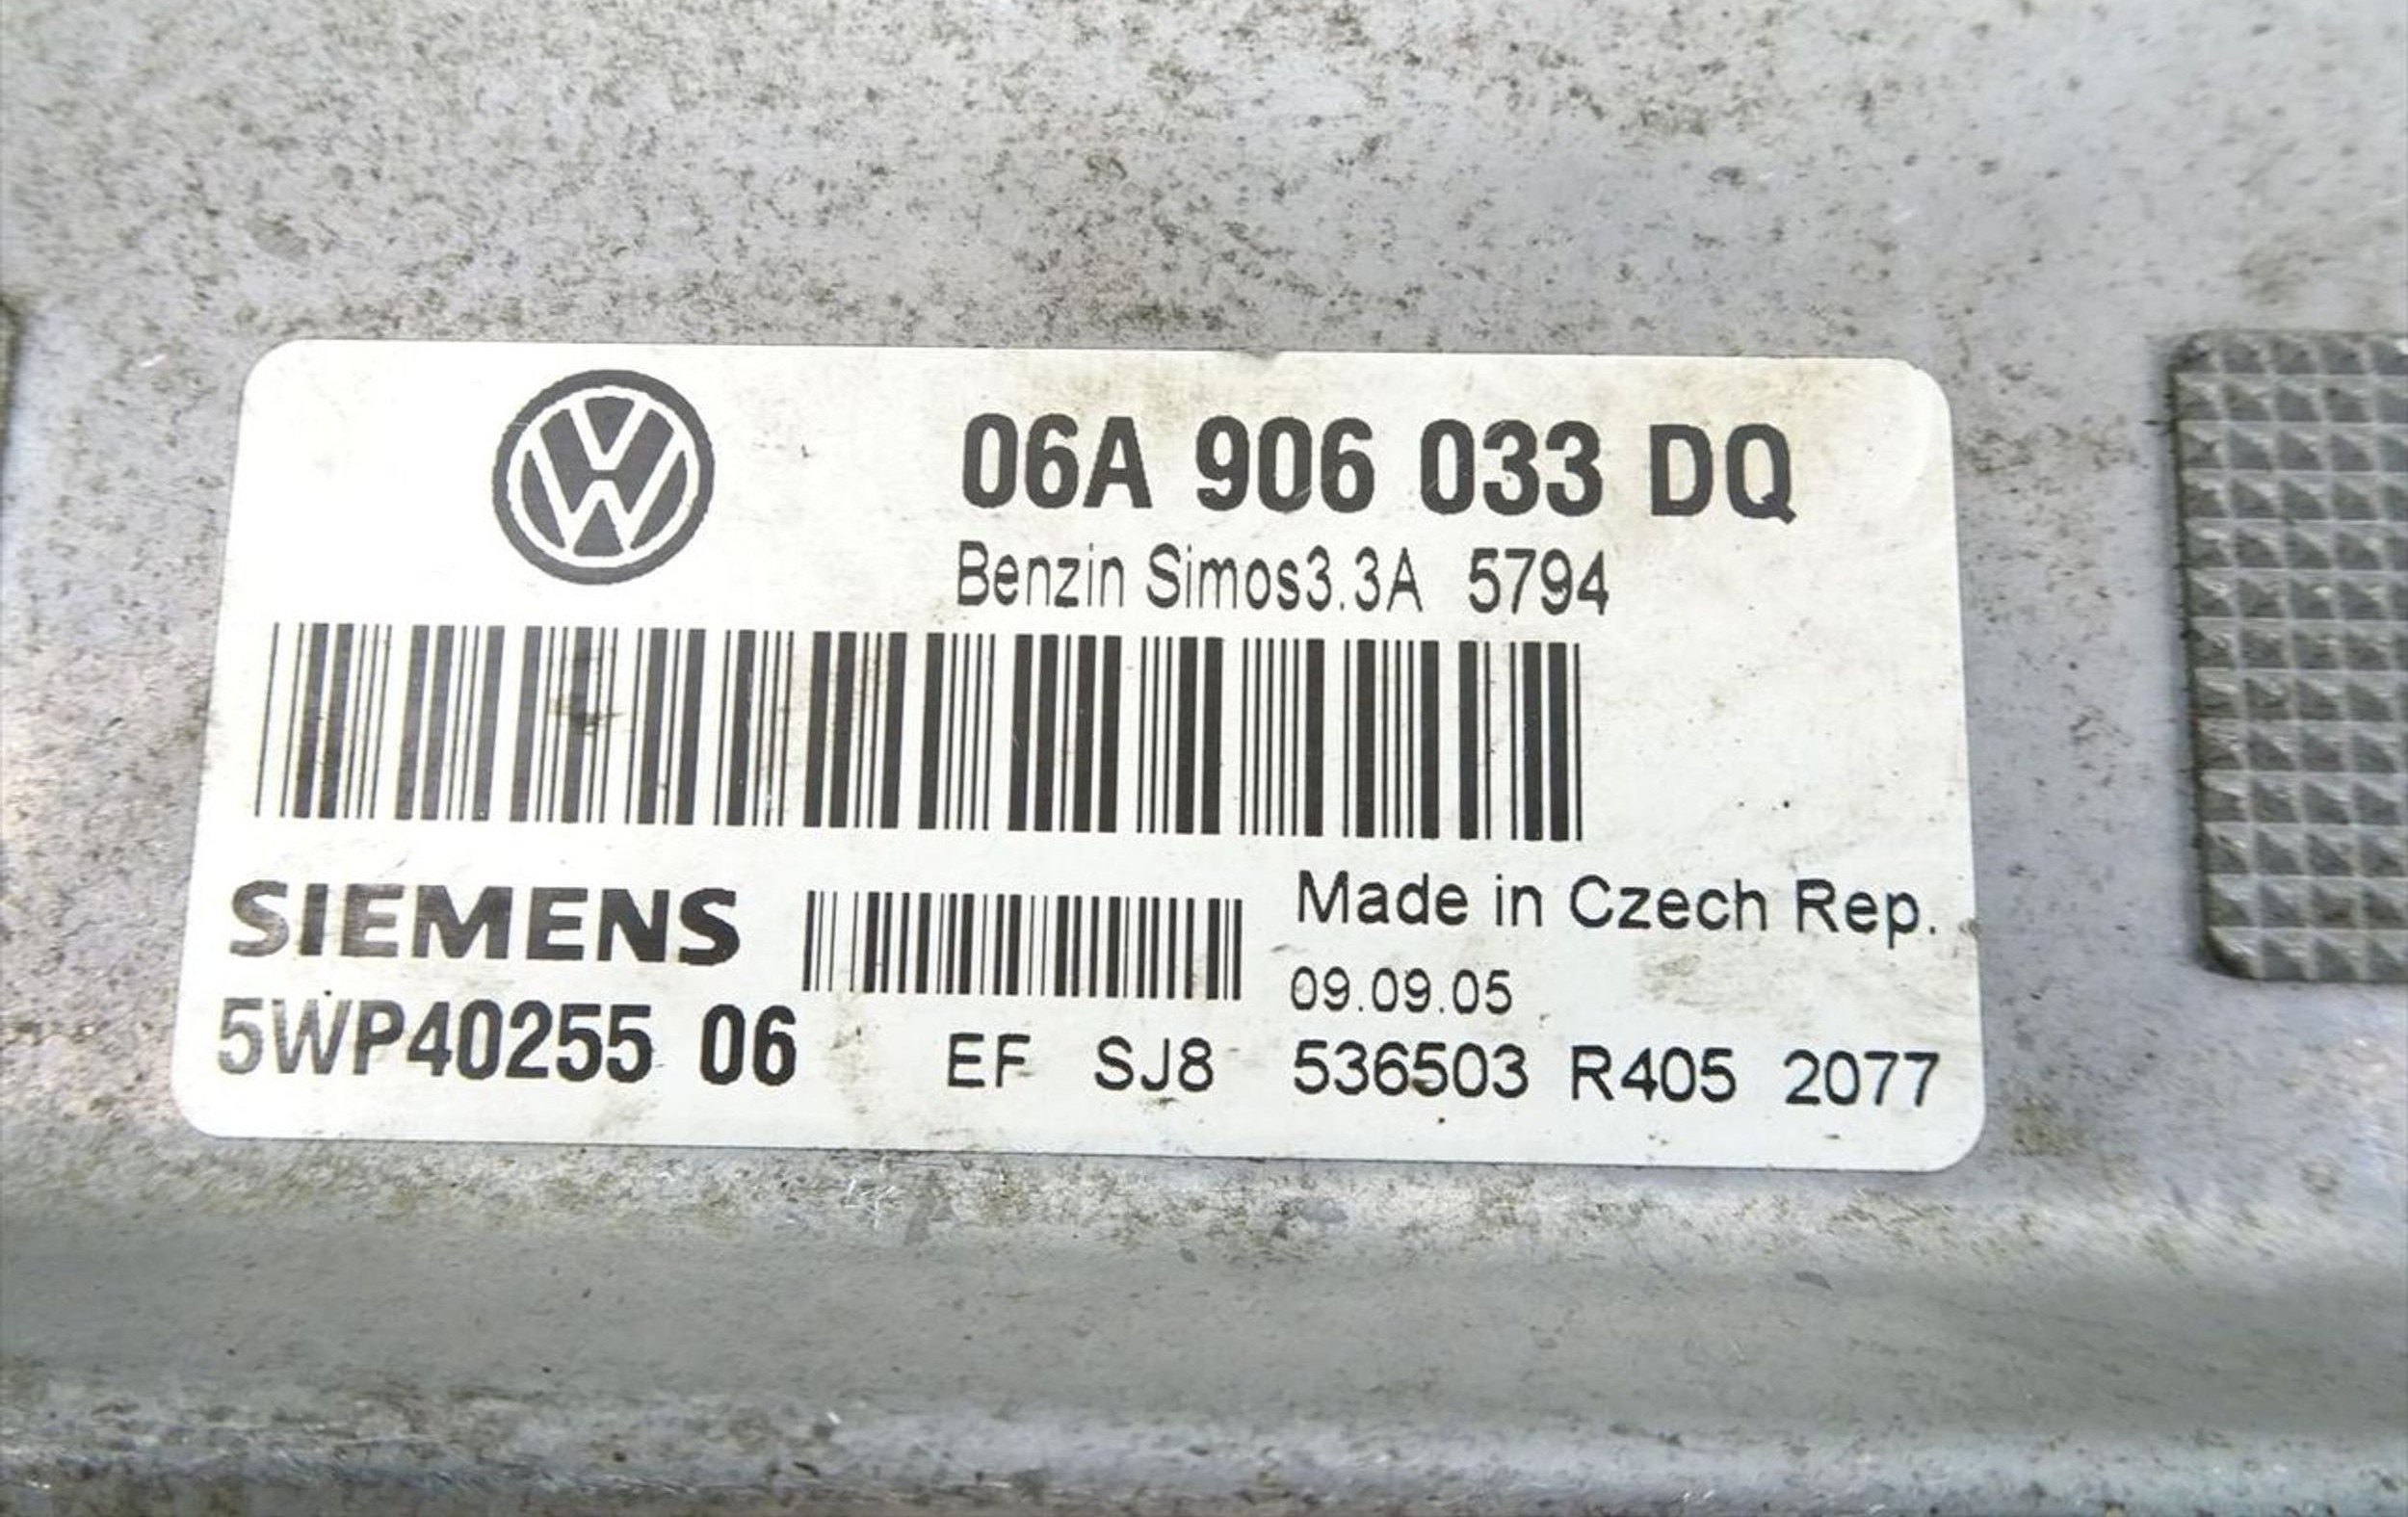 06A 906 033 DQ
Benzin Simos3.3A 5794
SIEMENS
Made in Czech Rep.
09.09.05
5WP40255 06
EF SJ8 536503 R405 2077